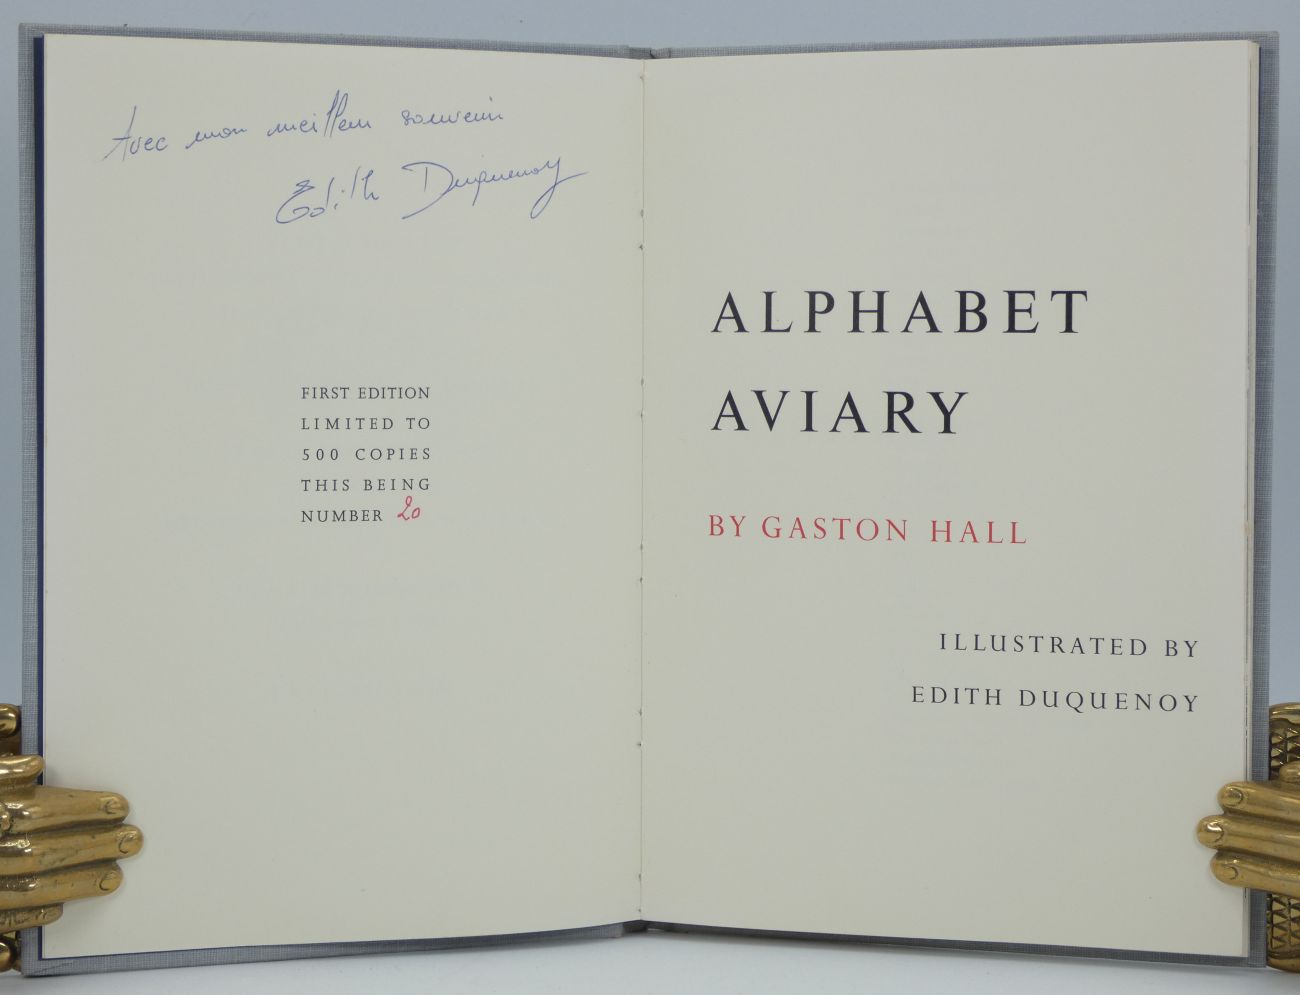 Avec mon meilleur souvenir
Edith Duquenoy
FIRST EDITION
LIMITED TO
500 COPIES
THIS BEING
NUMBER 20
ALPHABET
AVIARY
BY GASTON HALL
ILLUSTRATED BY
EDITH DUQUENOY